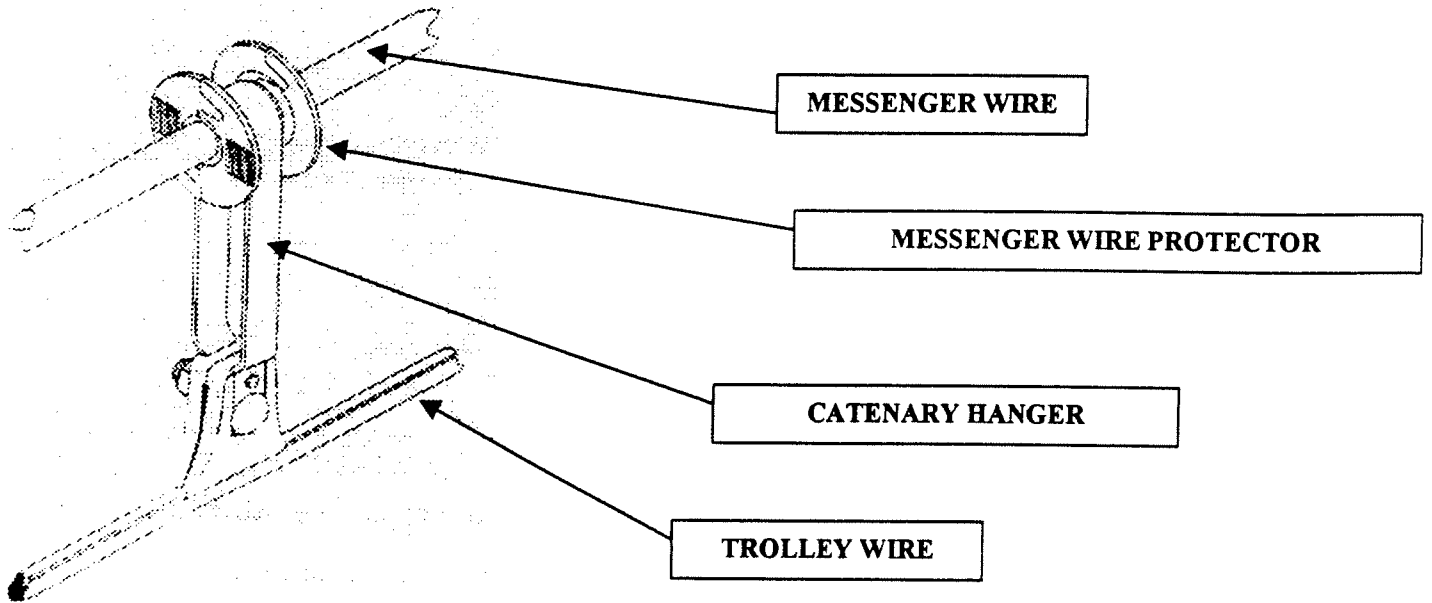 MESSENGER WIRE
MESSENGER WIRE PROTECTOR
CATENARY HANGER
TROLLEY WIRE